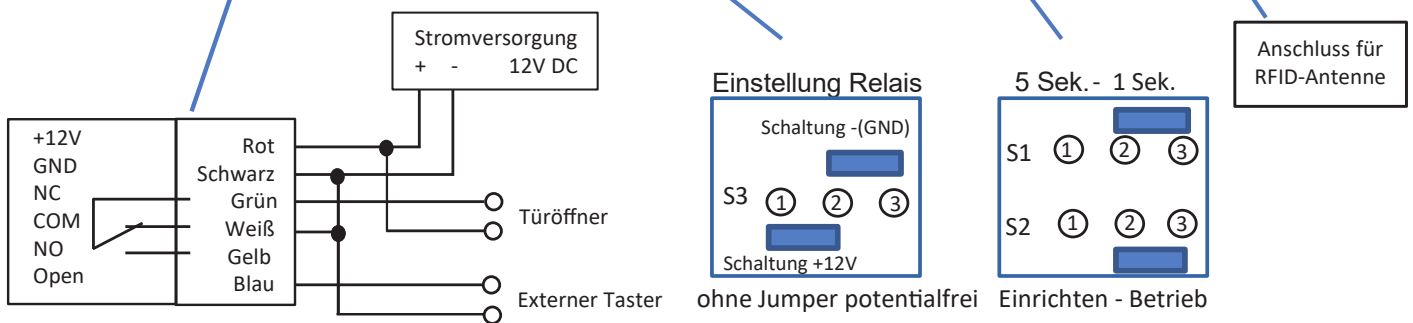 Stromversorgung
+ - 12V DC
+12V
GND
NC
COM
NO
Open
Rot
Schwarz
Grün
Weiß
Gelb
Blau
Türöffner
Externer Taster
Einstellung Relais
Schaltung -(GND)
S3 1 2 3
Schaltung +12V
ohne Jumper potentialfrei
5 Sek. - 1 Sek.
S1 1 2 3
S2 1 2 3
Einrichten - Betrieb
Anschluss für
RFID-Antenne